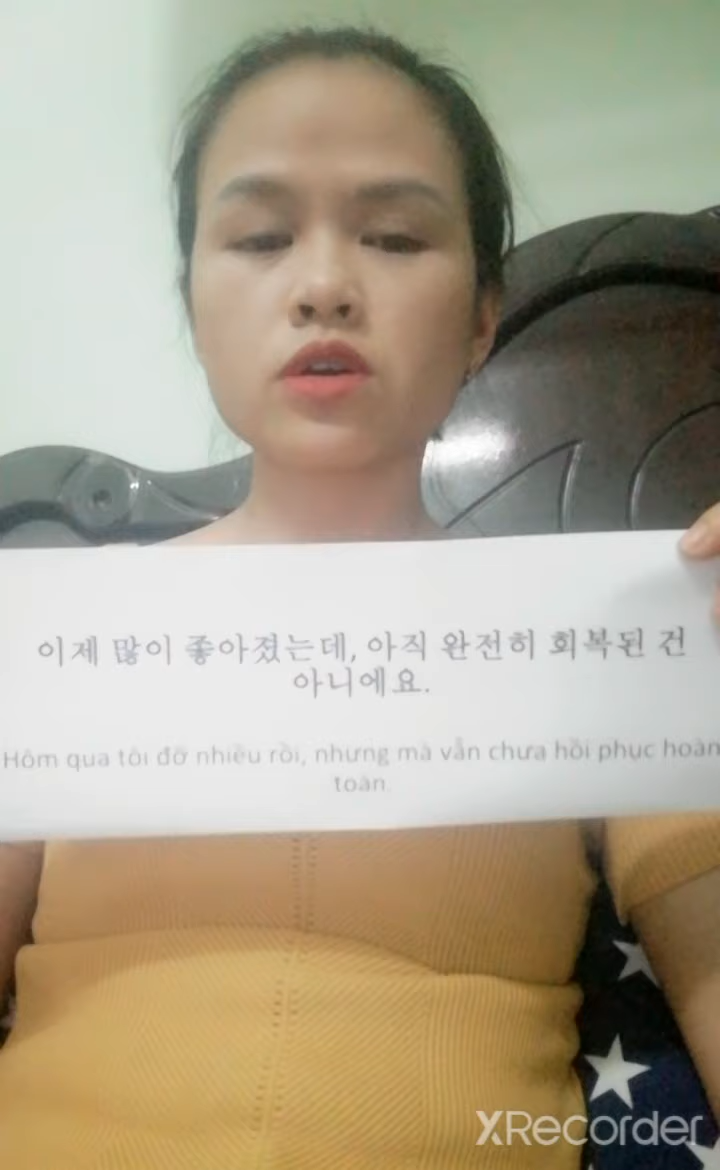 이제 많이 좋아졌는데, 아직 완전히 회복된 건
아니에요.
Hôm qua tôi đỡ nhiều rồi, nhưng mà vẫn chưa hồi phục hoàn
toàn.
XRecorder